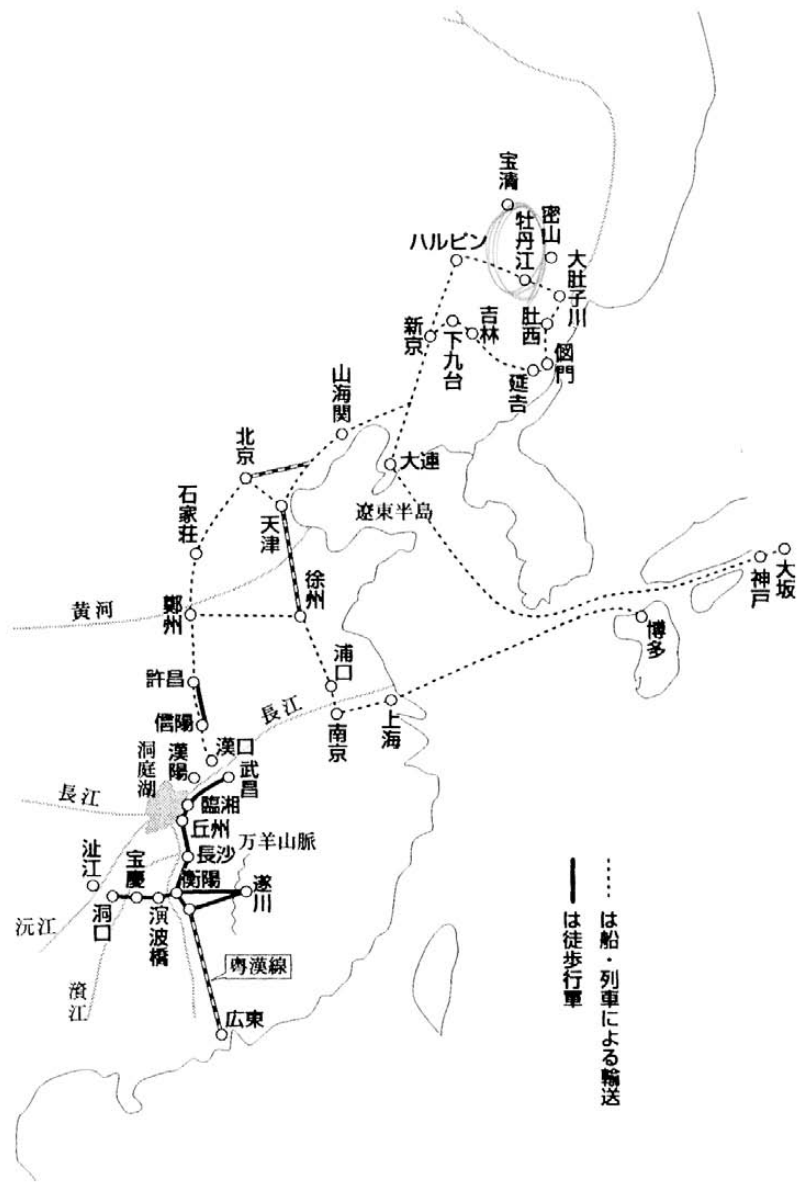 宝清
密山
牡丹江
ハルピン
大肚子川
肚西
吉林
新京
下九台
図門
延吉
山海関
北京
大連
石家荘
天津
遼東半島
大坂
神戸
徐州
博多
黄河
鄭州
浦口
許昌
長江
信陽
上海
南京
漢口
漢陽
洞庭湖
武昌
長江
臨湘
丘州
万羊山脈
長沙
沚江
宝慶
衡陽
遂川
洞口
演波橋
沅江
粤漢線
広東
……は船・列車による輸送
━━は徒歩行軍